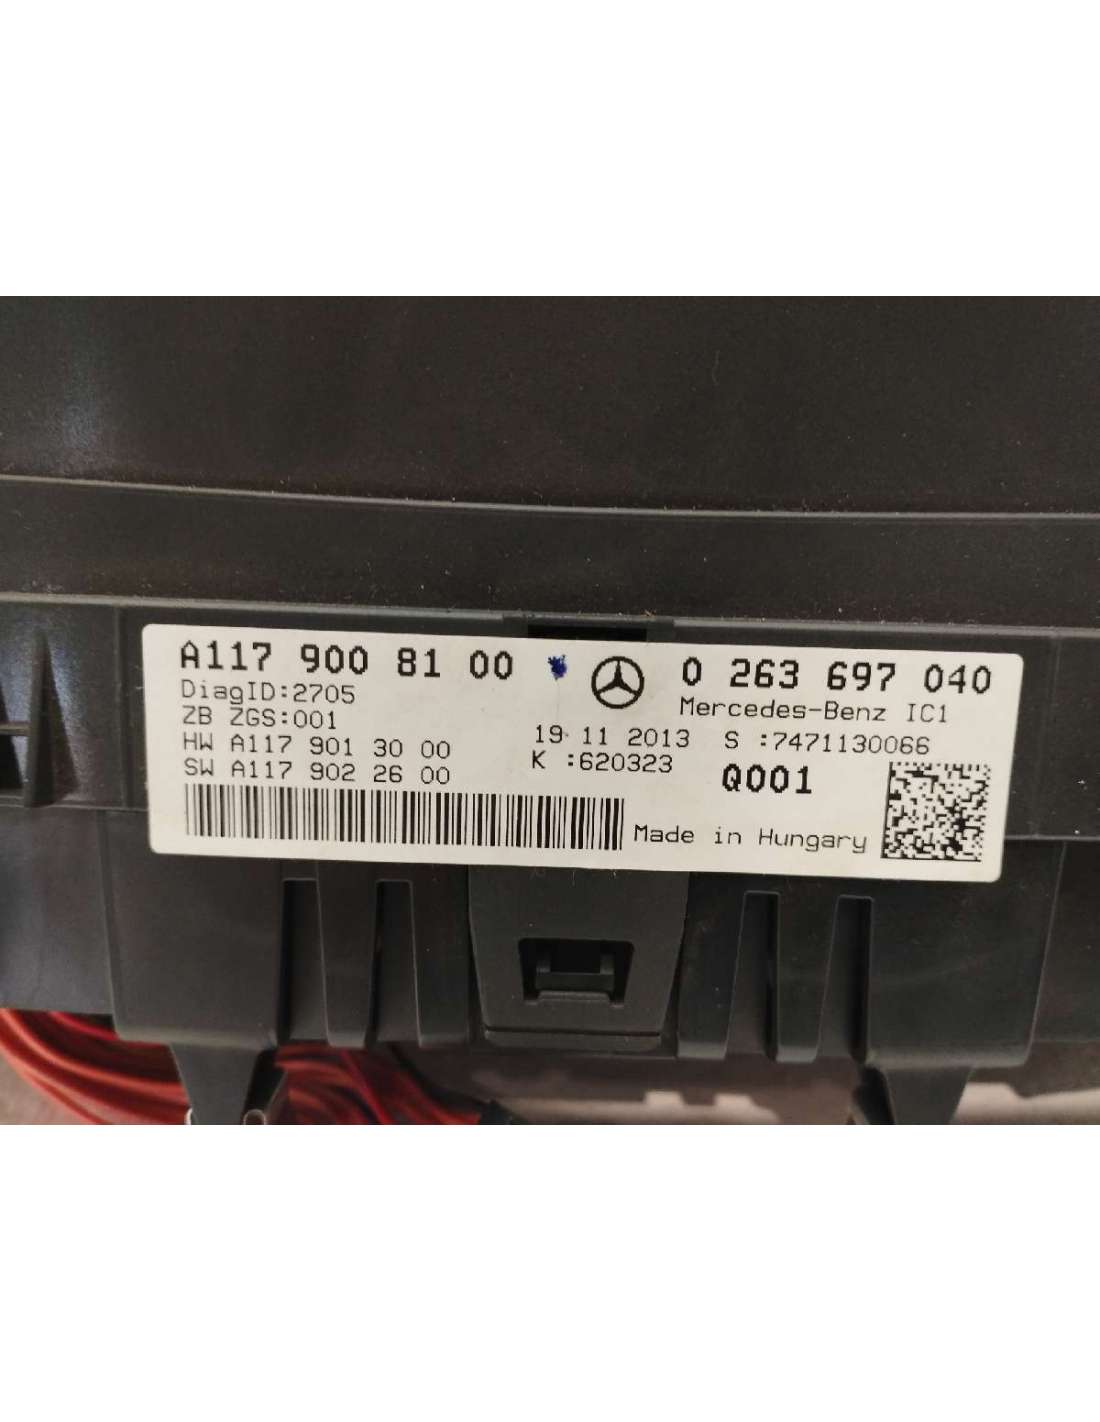 A117 900 81 00 0 263 697 040
DiagID:2705 Mercedes-Benz IC1
ZB ZGS:001 19 11 2013 S :7471130066
HW A117 901 30 00 K :620323
SW A117 902 26 00 Q001
Made in Hungary